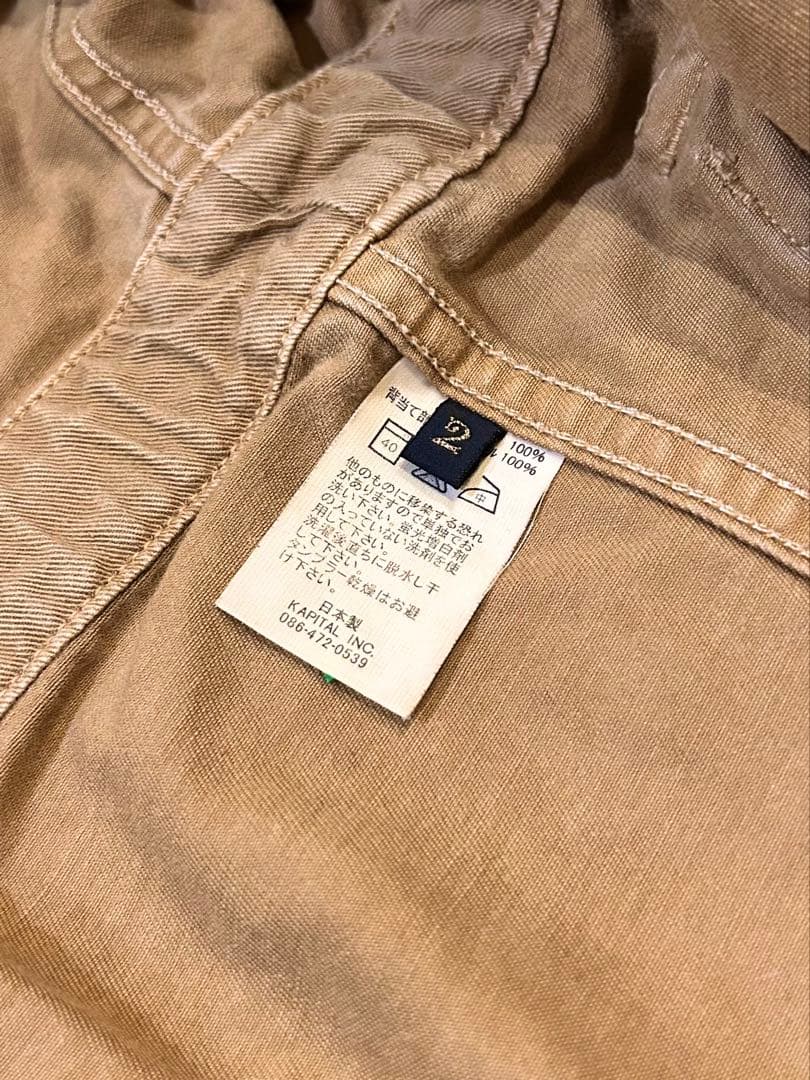 背当て部
2
100%
100%
40
中
他のものに移染する恐れ
がありますので単独でお
洗い下さい。蛍光増白剤
の入っていない洗剤を使
用して下さい。
洗濯後直ちに脱水し干
して下さい。
タンブラー乾燥はお避
け下さい。
日本製
KAPITAL INC.
086-472-0539